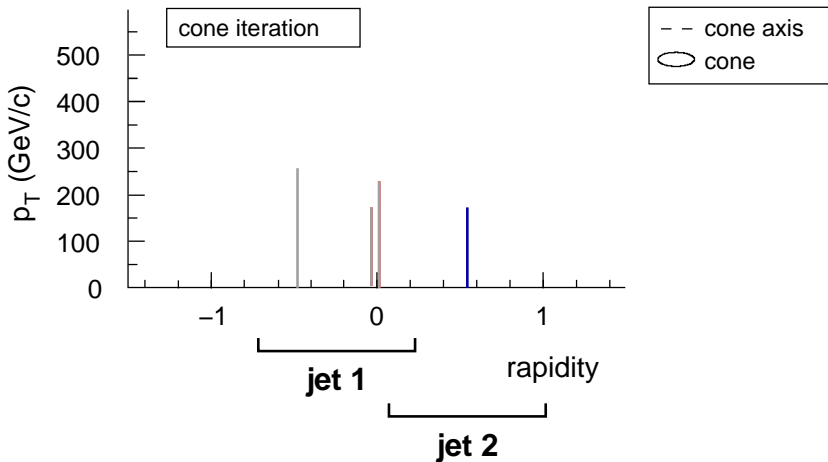 cone iteration
cone axis
cone
p_T (GeV/c)
500
400
300
200
100
0
–1 0 1
rapidity
jet 1
jet 2